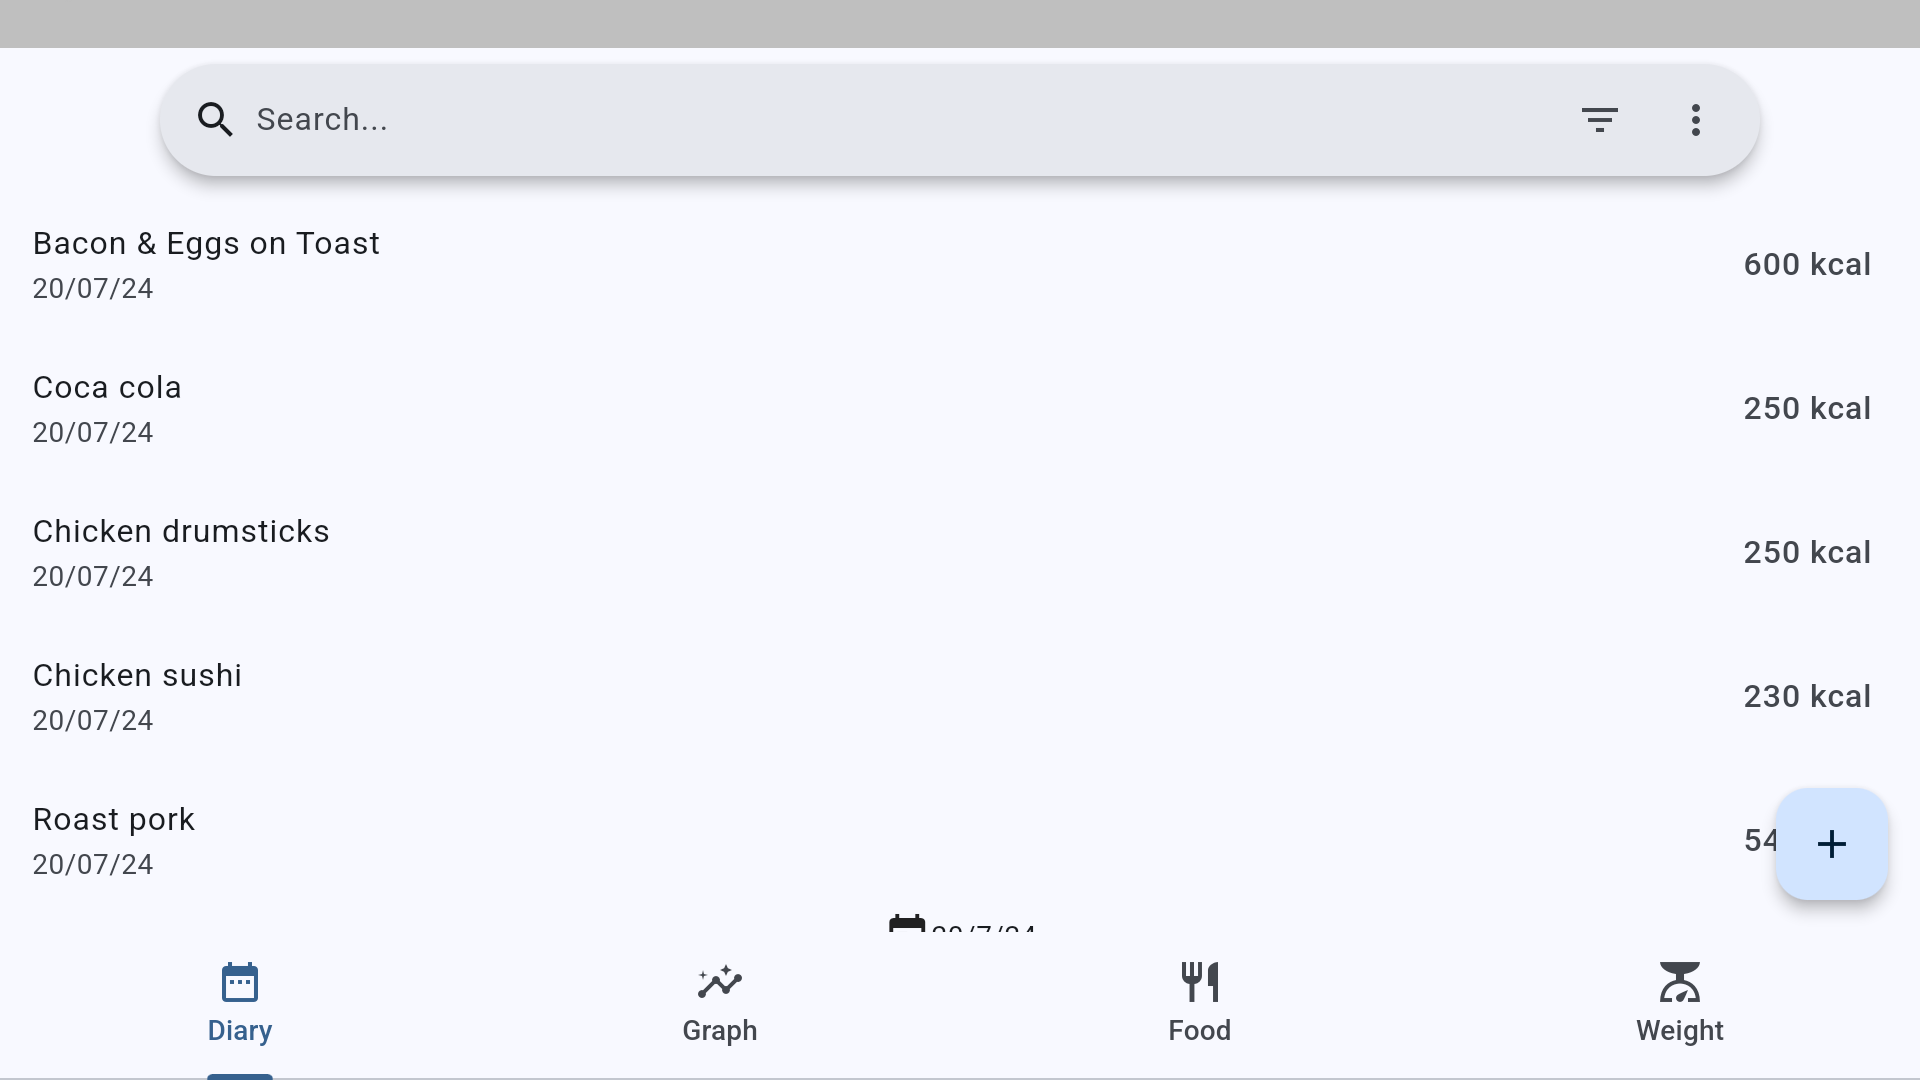 Search...
Bacon & Eggs on Toast
20/07/24
600 kcal
Coca cola
20/07/24
250 kcal
Chicken drumsticks
20/07/24
250 kcal
Chicken sushi
20/07/24
230 kcal
Roast pork
20/07/24
54
Diary
Graph
Food
Weight